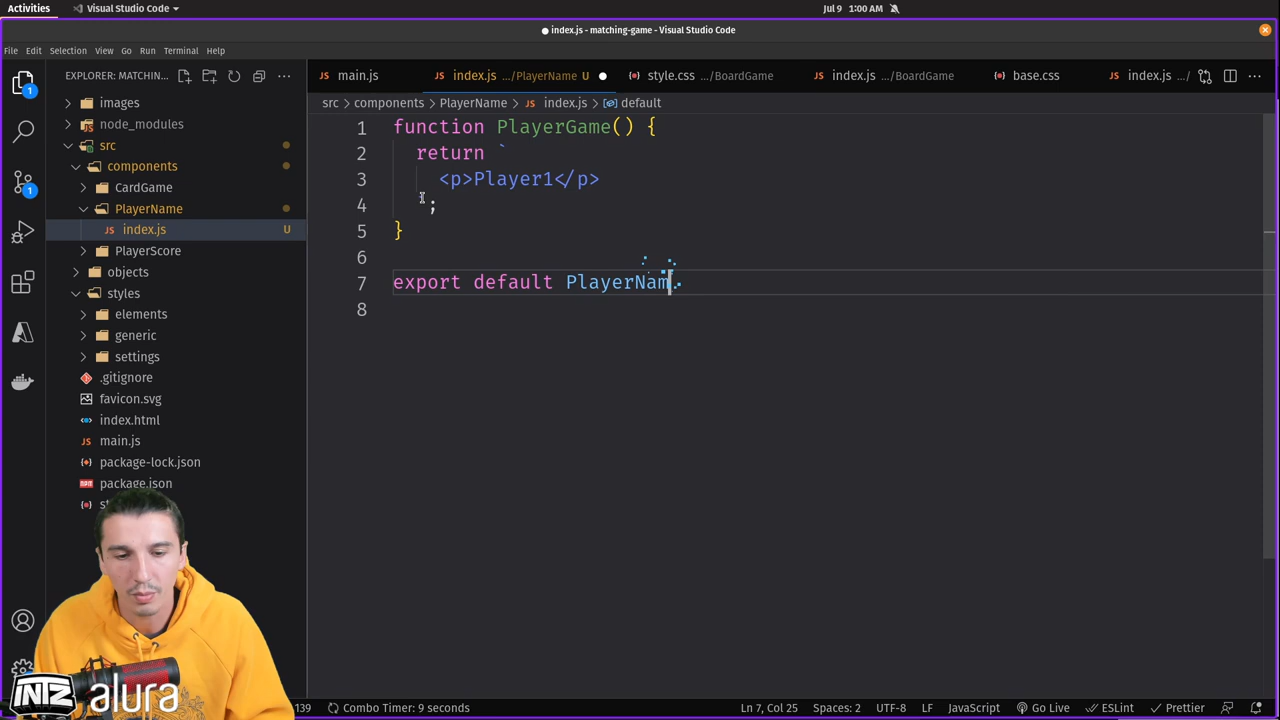 Activities
Visual Studio Code
Jul 9 1:00 AM
● index.js - matching-game - Visual Studio Code
File Edit Selection View Go Run Terminal Help
EXPLORER: MATCHIN...
main.js
index.js .../PlayerName U
style.css .../BoardGame
index.js .../BoardGame
base.css
index.js .../
src > components > PlayerName > index.js > default
images
node_modules
src
components
CardGame
PlayerName
index.js U
PlayerScore
objects
styles
elements
generic
settings
.gitignore
favicon.svg
index.html
main.js
package-lock.json
package.json
1 function PlayerGame() {
2 return `
3 <p>Player1</p>
4 `;
5 }
6
7 export default PlayerNam
8
INTZ alura
139 Combo Timer: 9 seconds
Ln 7, Col 25 Spaces: 2 UTF-8 LF JavaScript Go Live ESLint Prettier